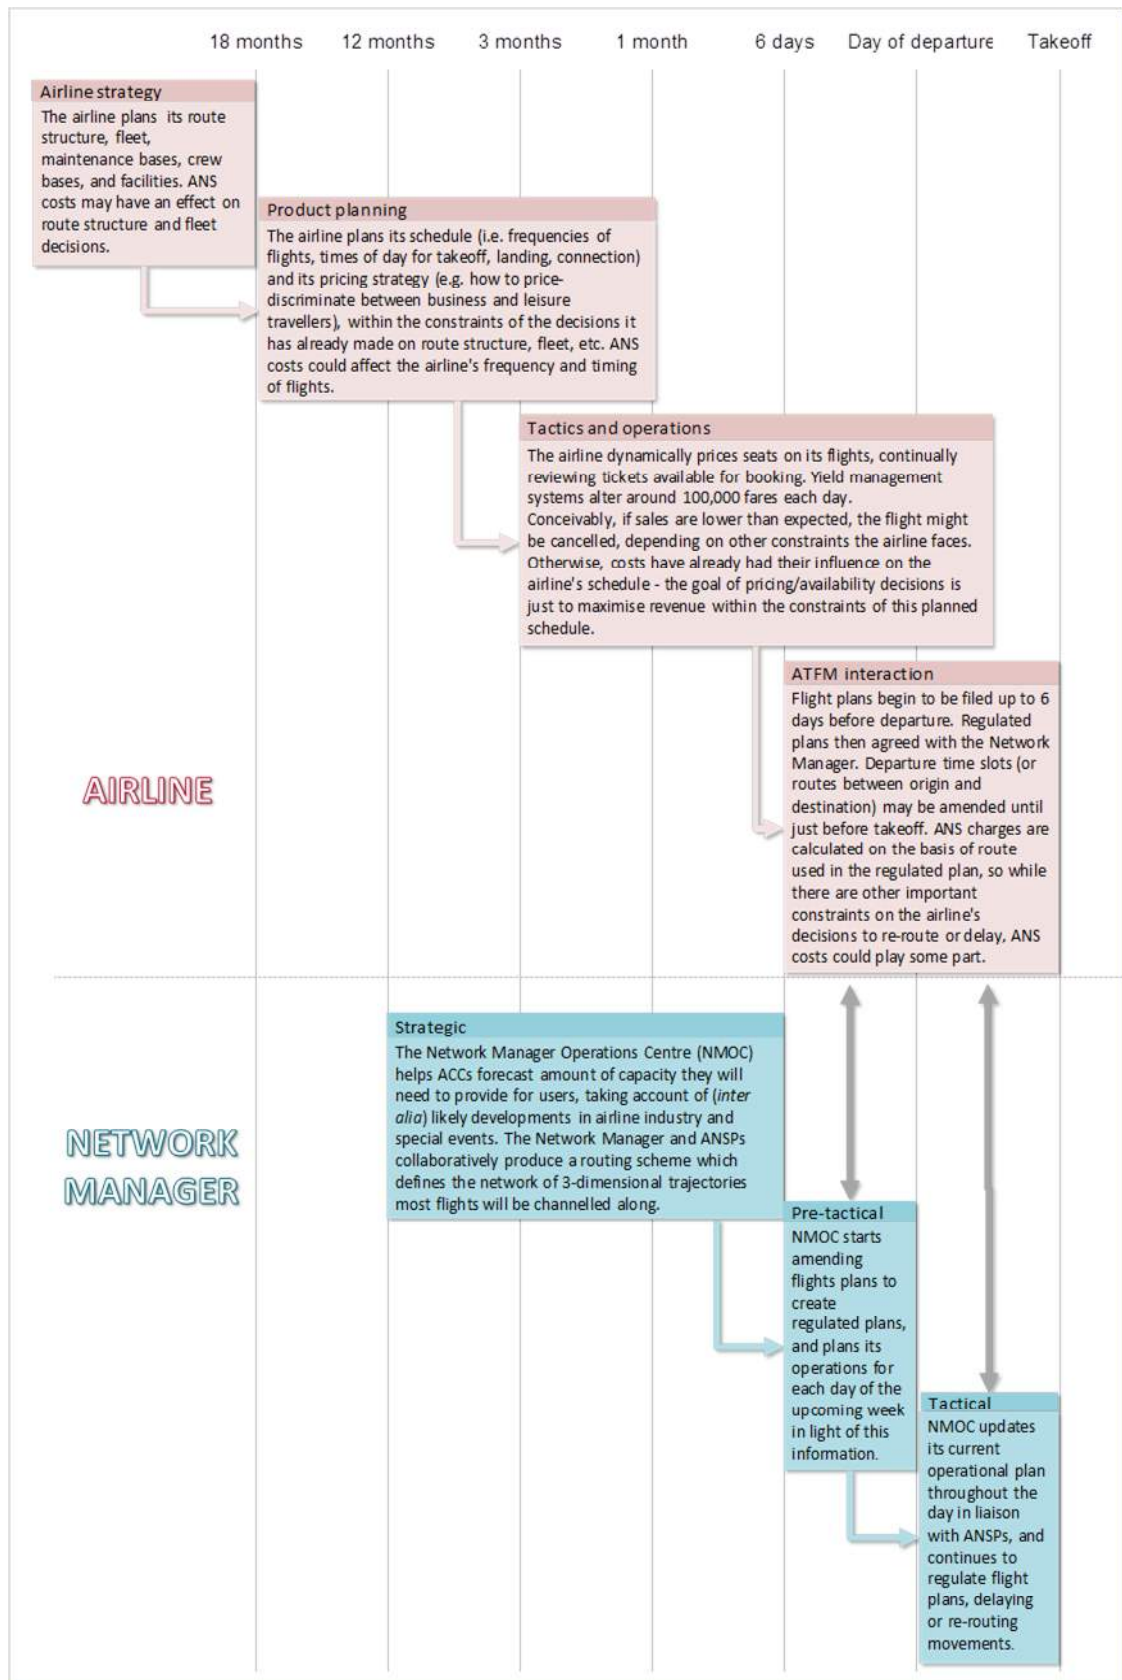 18 months 12 months 3 months 1 month 6 days Day of departure Takeoff
Airline strategy
The airline plans its route
structure, fleet,
maintenance bases, crew
bases, and facilities. ANS
costs may have an effect on
route structure and fleet
decisions.
Product planning
The airline plans its schedule (i.e. frequencies of
flights, times of day for takeoff, landing, connection)
and its pricing strategy (e.g. how to price-
discriminate between business and leisure
travellers), within the constraints of the decisions it
has already made on route structure, fleet, etc. ANS
costs could affect the airline's frequency and timing
of flights.
Tactics and operations
The airline dynamically prices seats on its flights, continually
reviewing tickets available for booking. Yield management
systems alter around 100,000 fares each day.
Conceivably, if sales are lower than expected, the flight might
be cancelled, depending on other constraints the airline faces.
Otherwise, costs have already had their influence on the
airline's schedule - the goal of pricing/availability decisions is
just to maximise revenue within the constraints of this planned
schedule.
ATFM interaction
Flight plans begin to be filed up to 6
days before departure. Regulated
plans then agreed with the Network
Manager. Departure time slots (or
routes between origin and
destination) may be amended until
just before takeoff. ANS charges are
calculated on the basis of route
used in the regulated plan, so while
there are other important
constraints on the airline's
decisions to re-route or delay, ANS
costs could play some part.
AIRLINE
Strategic
The Network Manager Operations Centre (NMOC)
helps ACCs forecast amount of capacity they will
need to provide for users, taking account of (inter
alia) likely developments in airline industry and
special events. The Network Manager and ANSPs
collaboratively produce a routing scheme which
defines the network of 3-dimensional trajectories
most flights will be channelled along.
NETWORK
MANAGER
Pre-tactical
NMOC starts
amending
flights plans to
create
regulated plans,
and plans its
operations for
each day of the
upcoming week
in light of this
information.
Tactical
NMOC updates
its current
operational plan
throughout the
day in liaison
with ANSPs, and
continues to
regulate flight
plans, delaying
or re-routing
movements.